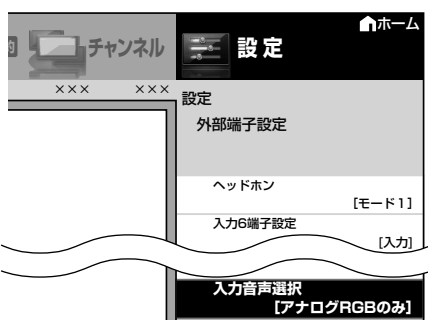 ホーム
的
チャンネル
設定
××× ×××
設定
外部端子設定
ヘッドホン
[モード1]
入力6端子設定
[入力]
入力音声選択
[アナログRGBのみ]